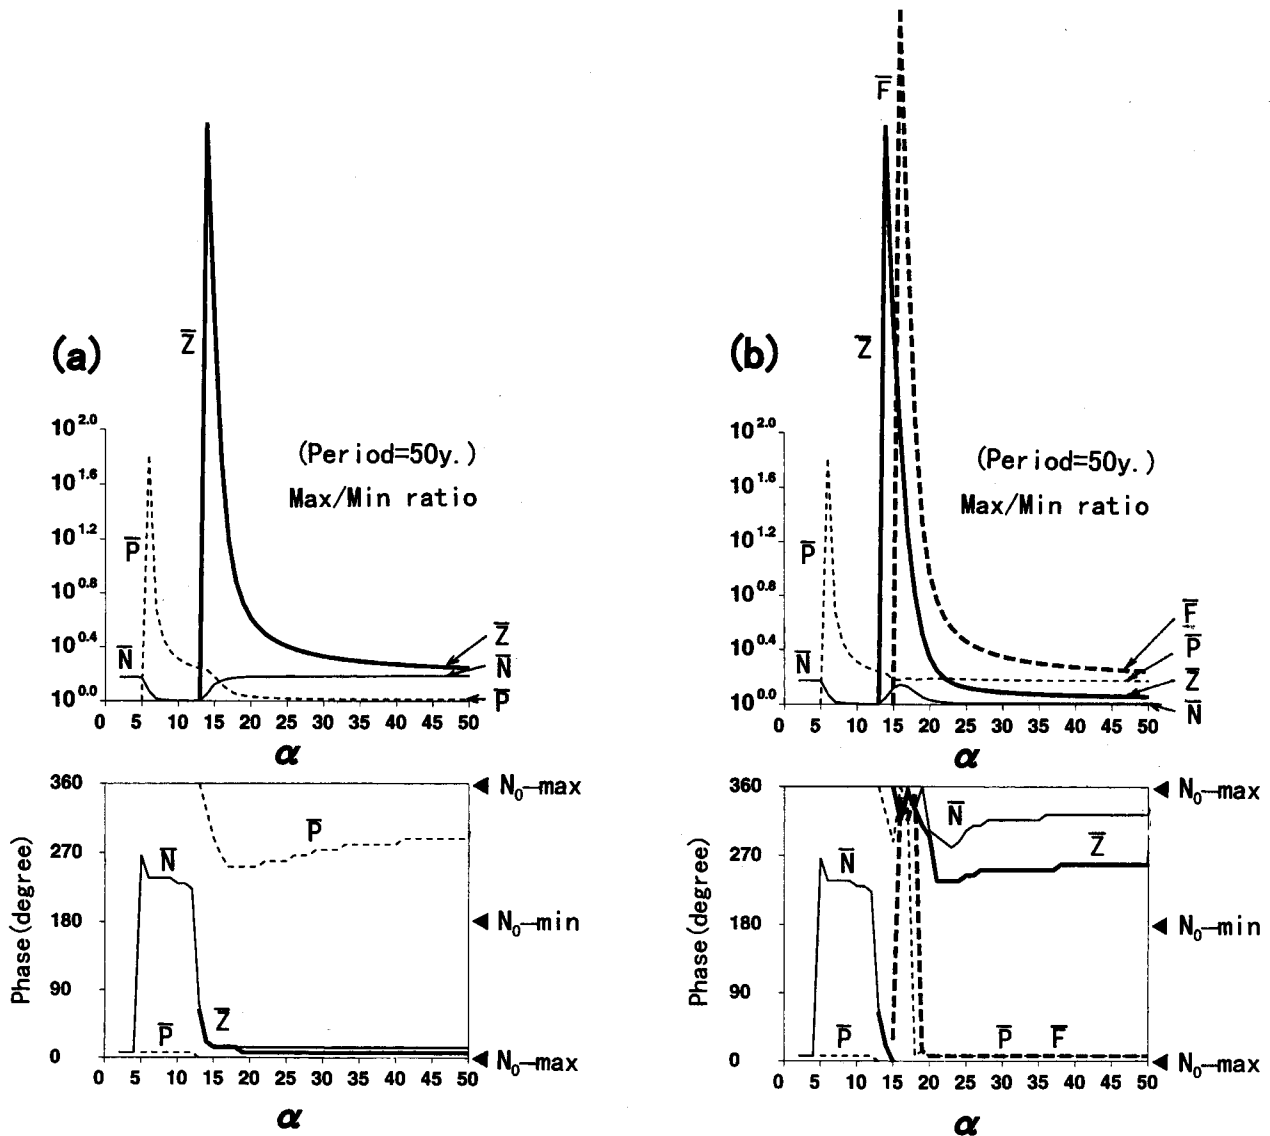 (a)
Z̅
10^2.0
10^1.6
10^1.2
10^0.8
10^0.4
10^0.0
(Period=50y.)
Max/Min ratio
P̅
N̅
Z̅
N̅
P̅
0 5 10 15 20 25 30 35 40 45 50
α
Phase(degree)
360
270
180
90
0
N̅
P̅
P̅
Z̅
◀ N₀—max
◀ N₀—min
◀ N₀—max
0 5 10 15 20 25 30 35 40 45 50
α
(b)
F̅
Z̅
10^2.0
10^1.6
10^1.2
10^0.8
10^0.4
10^0.0
(Period=50y.)
Max/Min ratio
P̅
N̅
F̅
P̅
Z̅
N̅
0 5 10 15 20 25 30 35 40 45 50
α
Phase(degree)
360
270
180
90
0
N̅
P̅
N̅
Z̅
P̅ F̅
◀ N₀—max
◀ N₀—min
◀ N₀—max
0 5 10 15 20 25 30 35 40 45 50
α